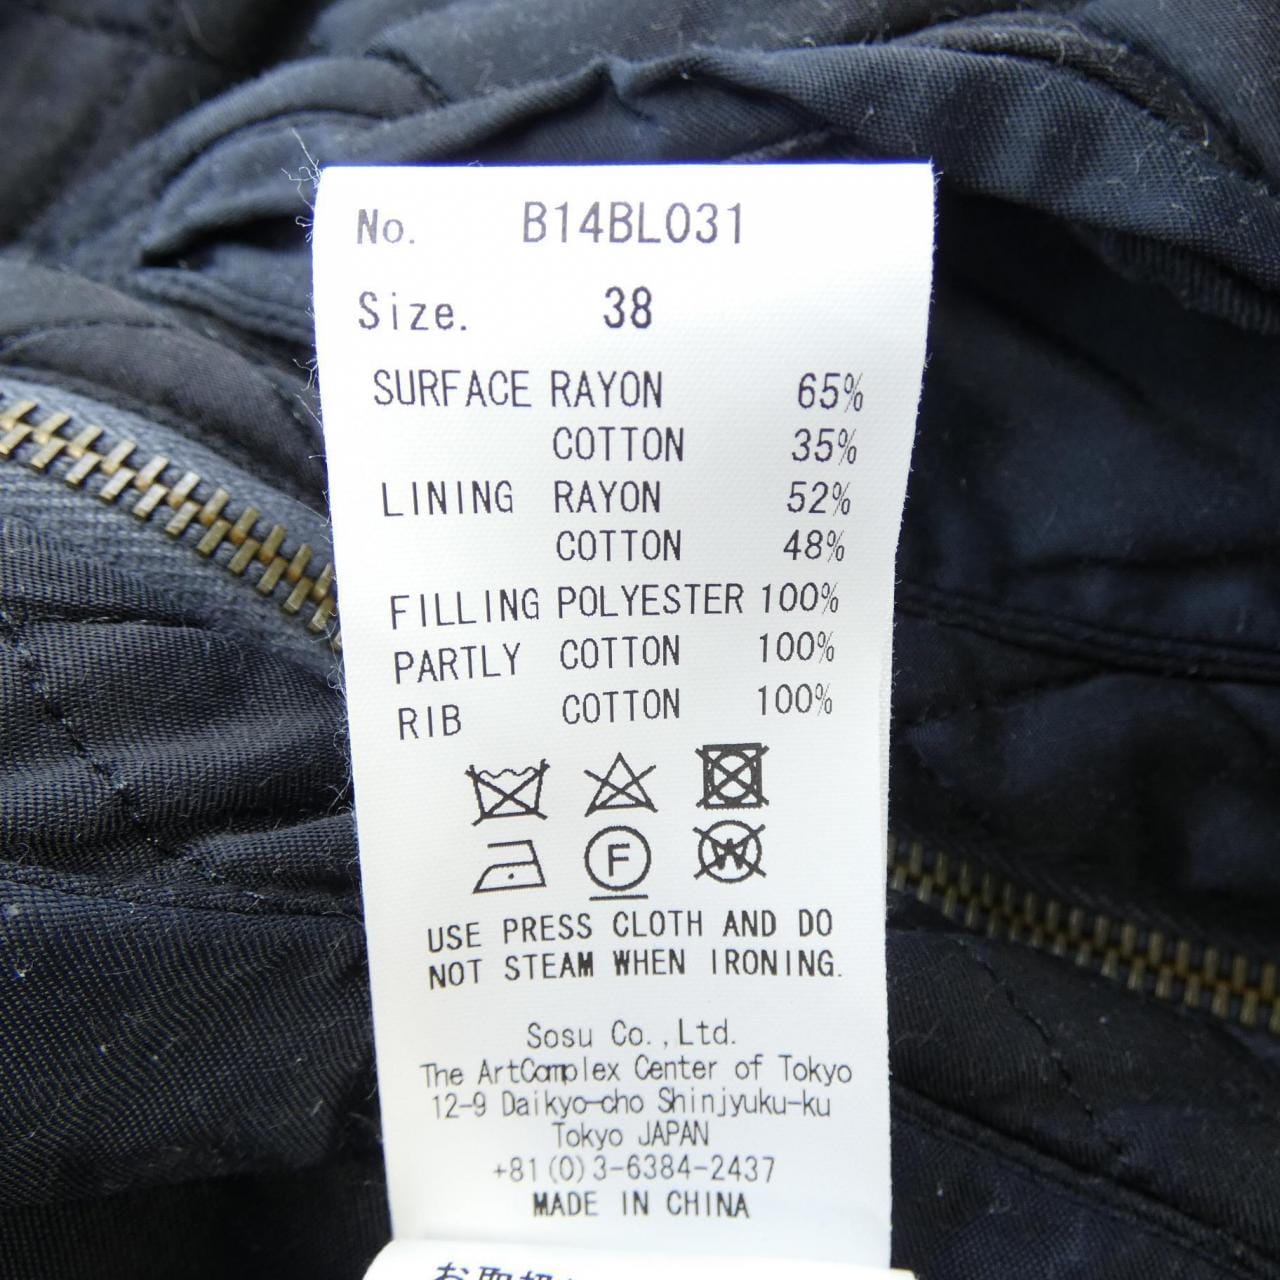 No. B14BL031
Size. 38
SURFACE RAYON 65%
COTTON 35%
LINING RAYON 52%
COTTON 48%
FILLING POLYESTER 100%
PARTLY COTTON 100%
RIB COTTON 100%
F W
USE PRESS CLOTH AND DO
NOT STEAM WHEN IRONING.
Sosu Co.,Ltd.
The ArtComplex Center of Tokyo
12-9 Daikyo-cho Shinjyuku-ku
Tokyo JAPAN
+81(0)3-6384-2437
MADE IN CHINA